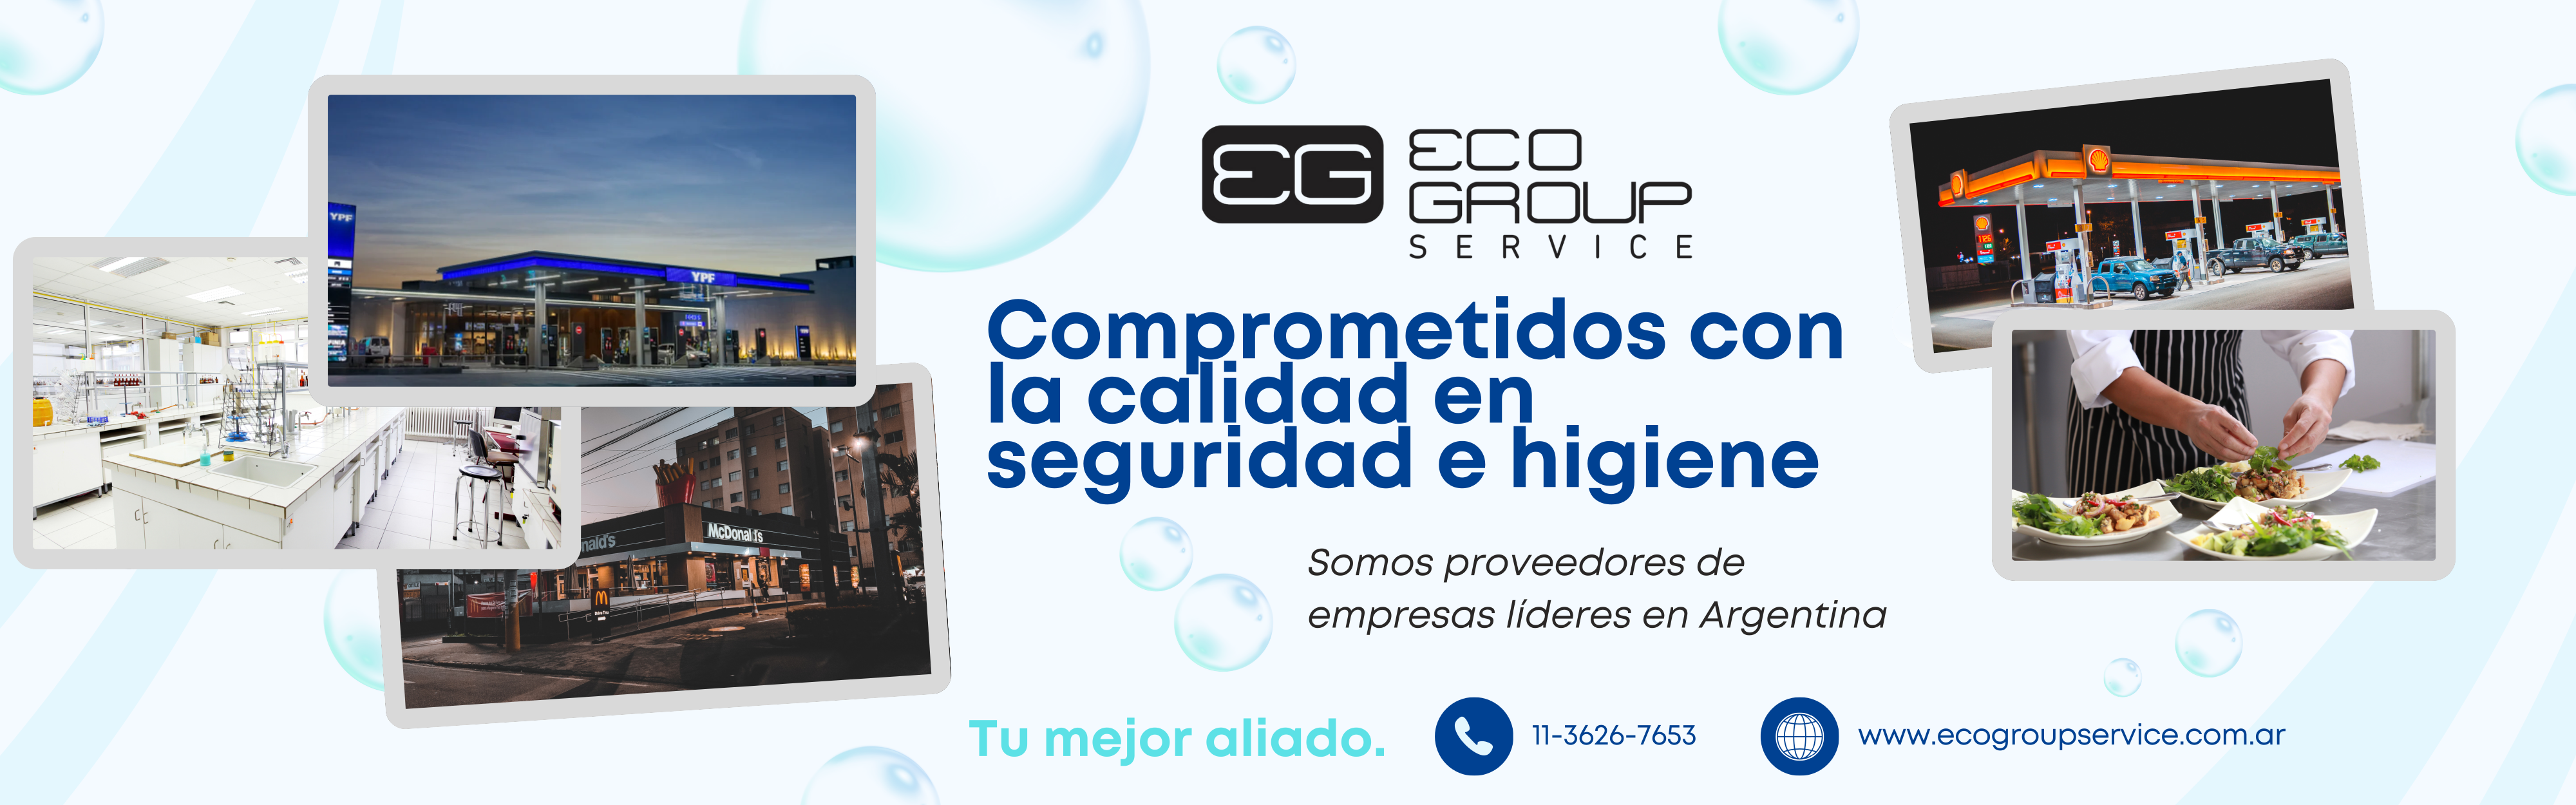 EG
ECO
GROUP
SERVICE
Comprometidos con
la calidad en
seguridad e higiene
Somos proveedores de
empresas líderes en Argentina
Tu mejor aliado.
11-3626-7653
www.ecogroupservice.com.ar
YPF
YPF
McDonald's
nald's